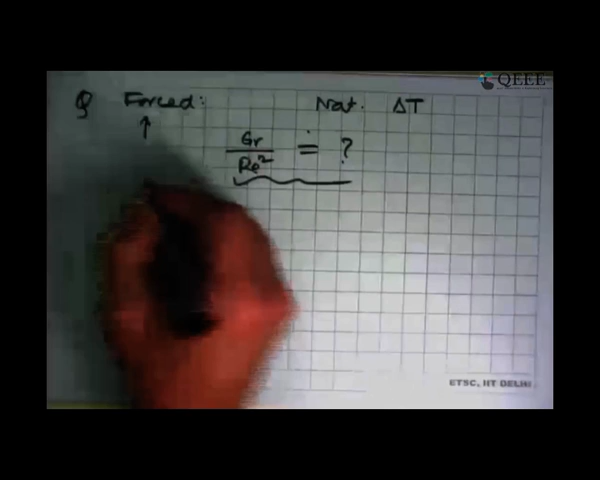 QEEE
Q Forced: Nat. ΔT
↑
Gr
Re² = ?
ETSC, IIT DELHI